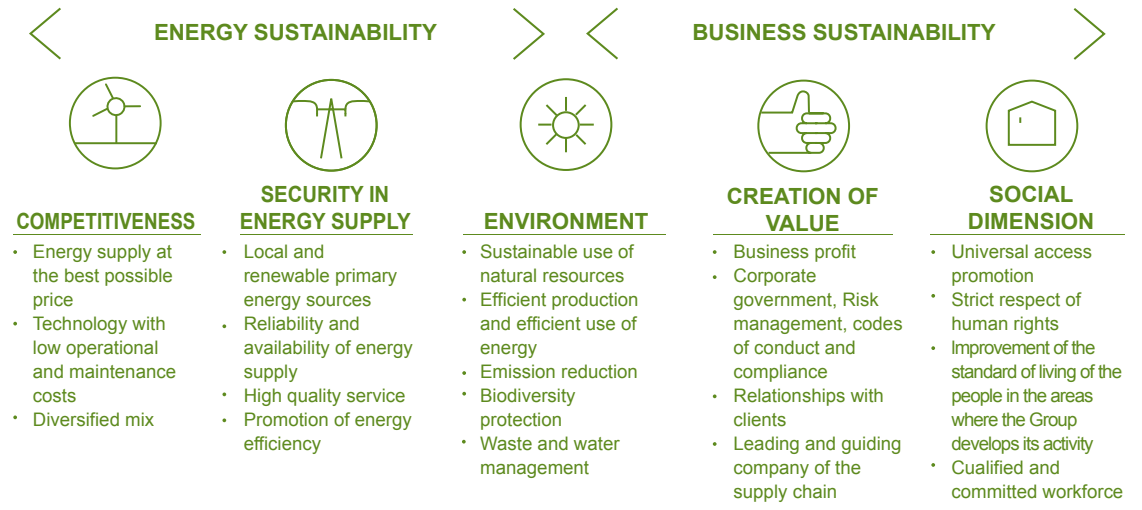 ENERGY SUSTAINABILITY
BUSINESS SUSTAINABILITY
COMPETITIVENESS
• Energy supply at
the best possible
price
• Technology with
low operational
and maintenance
costs
• Diversified mix
SECURITY IN
ENERGY SUPPLY
• Local and
renewable primary
energy sources
• Reliability and
availability of energy
supply
• High quality service
• Promotion of energy
efficiency
ENVIRONMENT
• Sustainable use of
natural resources
• Efficient production
and efficient use of
energy
• Emission reduction
• Biodiversity
protection
• Waste and water
management
CREATION OF
VALUE
• Business profit
• Corporate
government, Risk
management, codes
of conduct and
compliance
• Relationships with
clients
• Leading and guiding
company of the
supply chain
SOCIAL
DIMENSION
• Universal access
promotion
• Strict respect of
human rights
• Improvement of the
standard of living of the
people in the areas
where the Group
develops its activity
• Cualified and
committed workforce